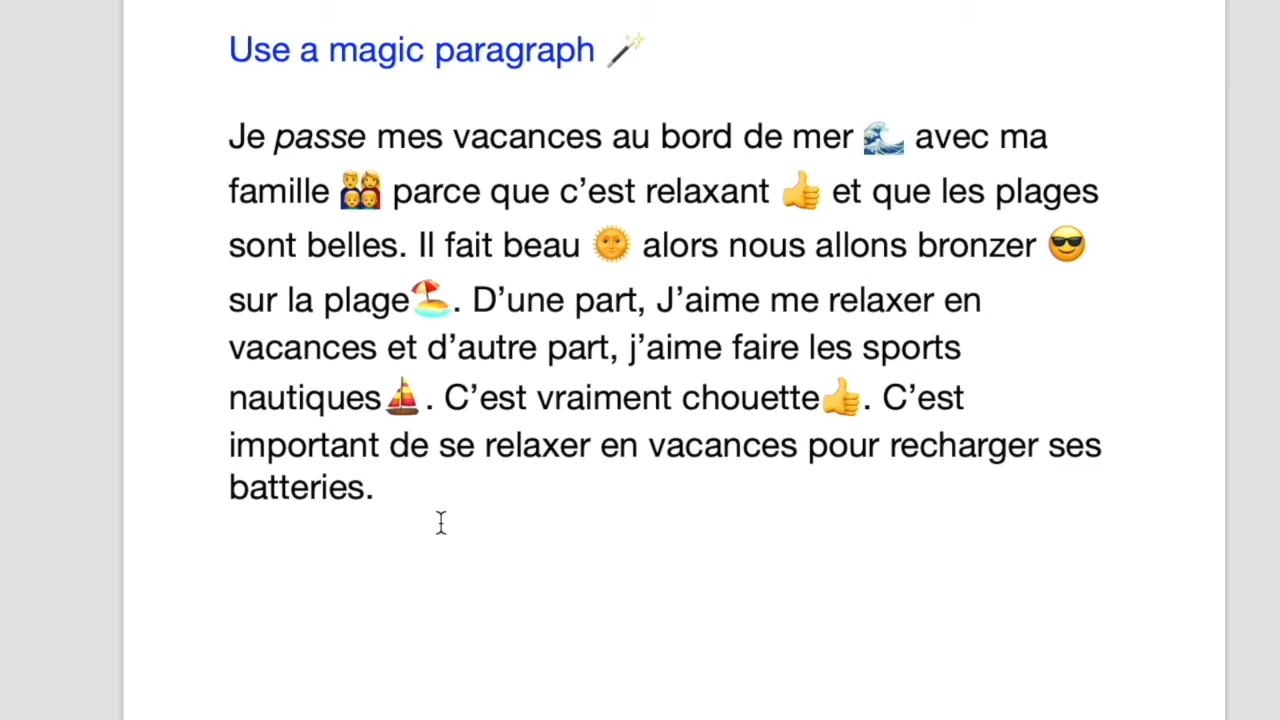 Use a magic paragraph 🪄
Je passe mes vacances au bord de mer 🌊 avec ma
famille 👨‍👩‍👧‍👦 parce que c’est relaxant 👍 et que les plages
sont belles. Il fait beau 🌞 alors nous allons bronzer 😎
sur la plage🏖️. D’une part, J’aime me relaxer en
vacances et d’autre part, j’aime faire les sports
nautiques⛵. C’est vraiment chouette👍. C’est
important de se relaxer en vacances pour recharger ses
batteries.